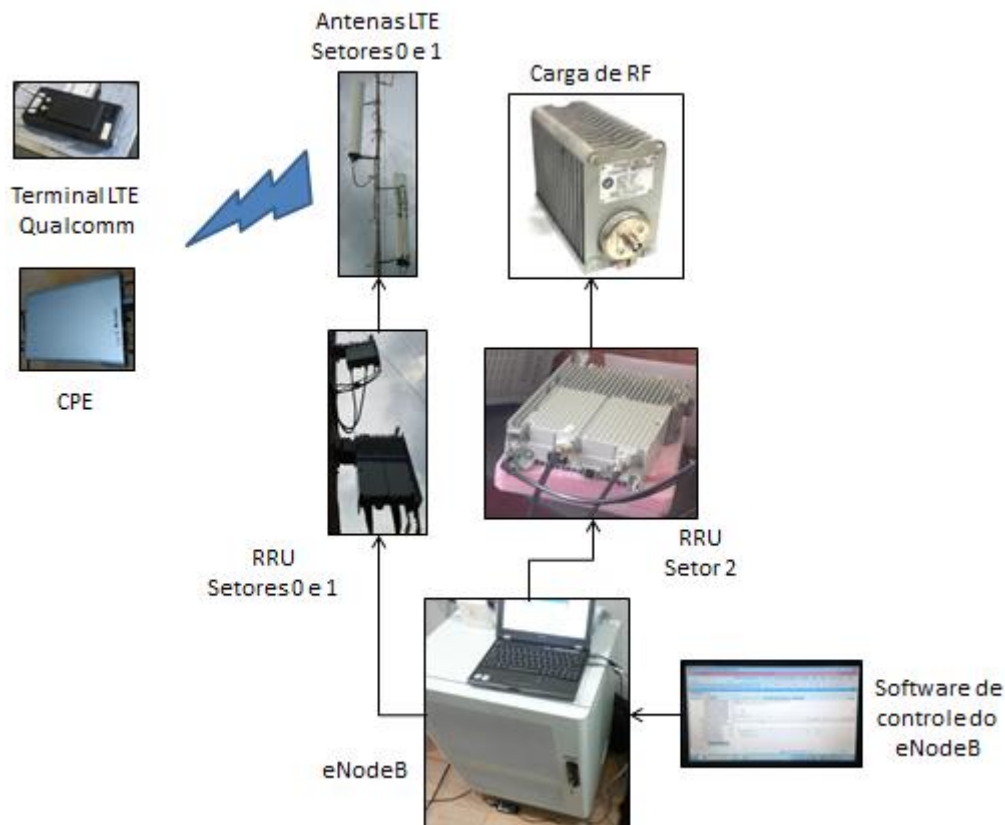 Antenas LTE
Setores 0 e 1
Carga de RF
Terminal LTE
Qualcomm
CPE
RRU
Setores 0 e 1
RRU
Setor 2
eNodeB
Software de
controle do
eNodeB